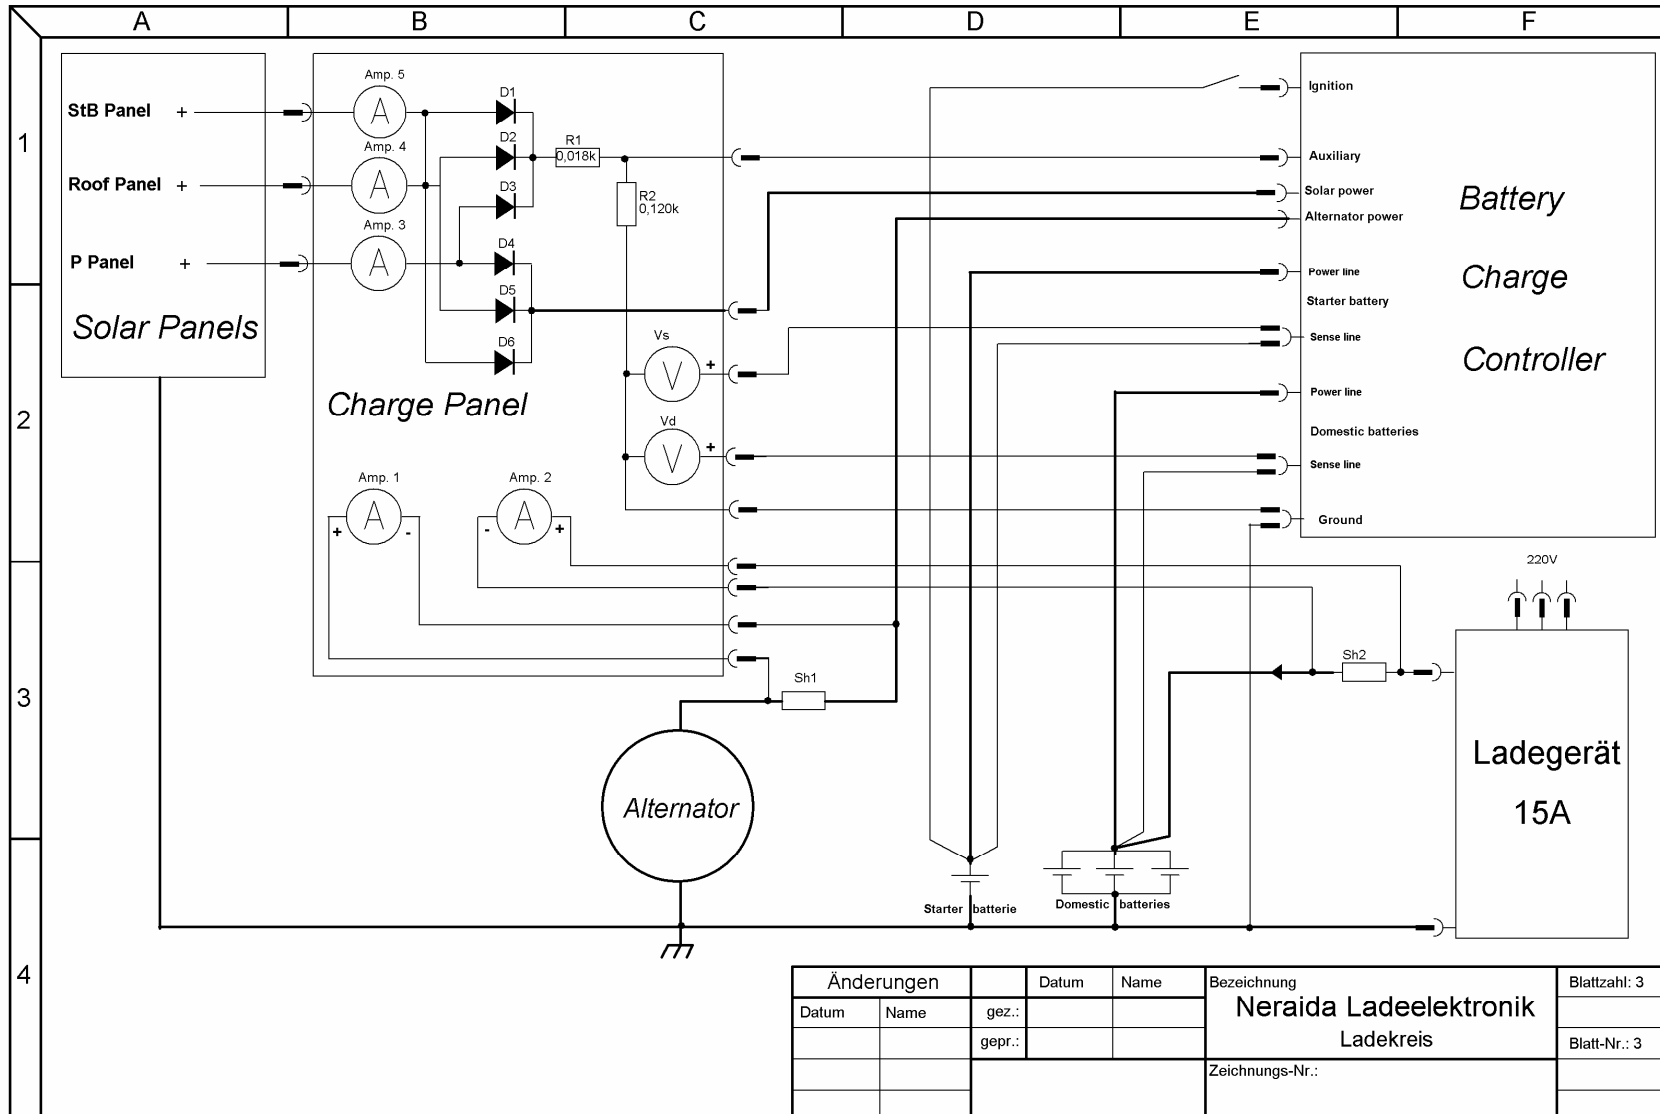 A B C D E F
1
2
3
4
StB Panel +
Roof Panel +
P Panel +
Solar Panels
Amp. 5
A
Amp. 4
A
Amp. 3
A
D1
D2
D3
D4
D5
D6
R1
0,018k
R2
0,120k
Charge Panel
Vs
V +
Vd
V +
Amp. 1
A
+ -
Amp. 2
A
- +
Sh1
Alternator
Ignition
Auxiliary
Solar power
Alternator power
Power line
Starter battery
Sense line
Power line
Domestic batteries
Sense line
Ground
Battery
Charge
Controller
220V
Sh2
Ladegerät
15A
Starter batterie
Domestic batteries
Änderungen
Datum Name
Datum Name
gez.:
gepr.:
Bezeichnung
Neraida Ladeelektronik
Ladekreis
Zeichnungs-Nr.:
Blattzahl: 3
Blatt-Nr.: 3